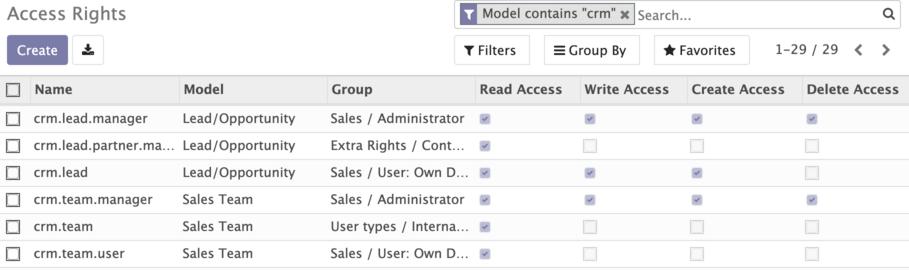 Access Rights
Model contains "crm" Search...
Create
Filters Group By Favorites 1-29 / 29
Name Model Group Read Access Write Access Create Access Delete Access
crm.lead.manager Lead/Opportunity Sales / Administrator
crm.lead.partner.ma... Lead/Opportunity Extra Rights / Cont...
crm.lead Lead/Opportunity Sales / User: Own D...
crm.team.manager Sales Team Sales / Administrator
crm.team Sales Team User types / Interna...
crm.team.user Sales Team Sales / User: Own D...